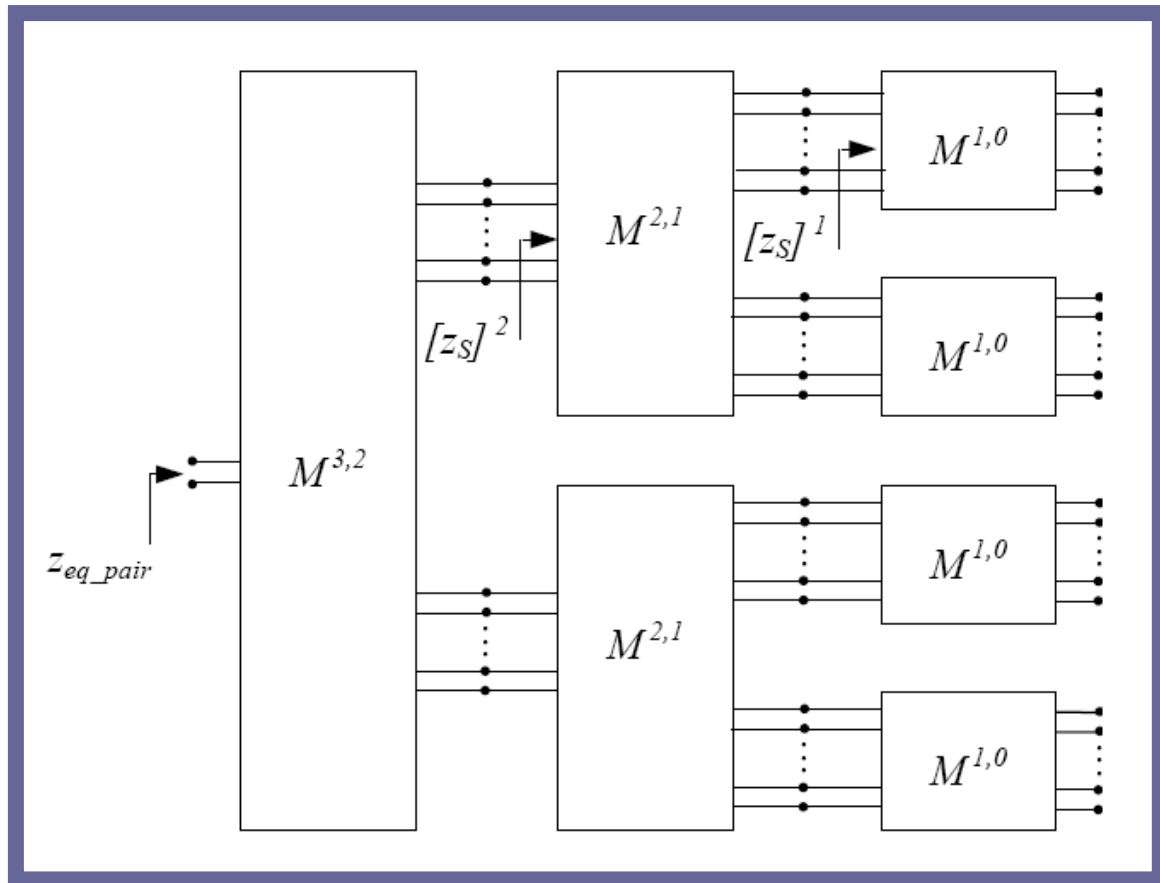 M^{1,0}
M^{2,1}
[z_S]^1
[z_S]^2
M^{1,0}
M^{3,2}
z_{eq_pair}
M^{1,0}
M^{2,1}
M^{1,0}